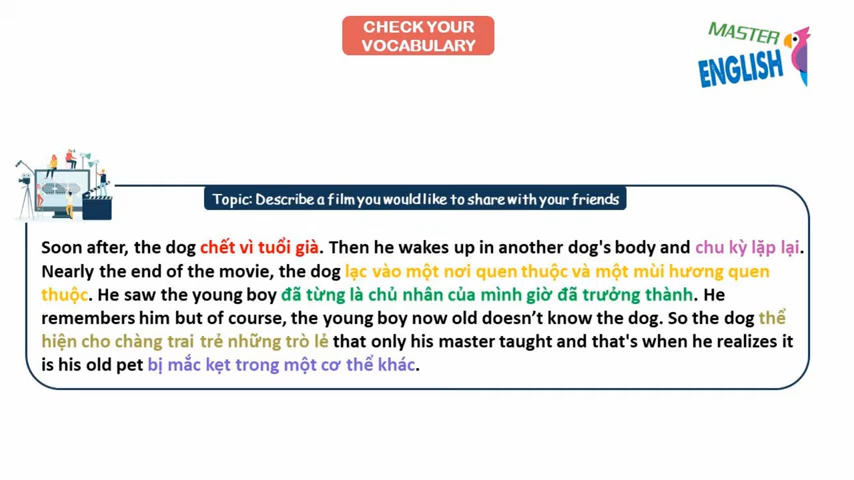 CHECK YOUR
VOCABULARY
MASTER
ENGLISH
Topic: Describe a film you would like to share with your friends
Soon after, the dog chết vì tuổi già. Then he wakes up in another dog's body and chu kỳ lặp lại.
Nearly the end of the movie, the dog lạc vào một nơi quen thuộc và một mùi hương quen
thuộc. He saw the young boy đã từng là chủ nhân của mình giờ đã trưởng thành. He
remembers him but of course, the young boy now old doesn’t know the dog. So the dog thể
hiện cho chàng trai trẻ những trò lẻ that only his master taught and that's when he realizes it
is his old pet bị mắc kẹt trong một cơ thể khác.